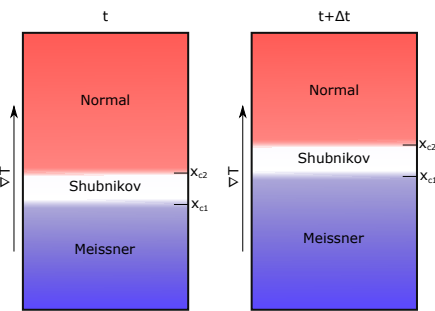 t
Normal
Shubnikov
Meissner
x_c2
x_c1
∇T
t+Δt
Normal
Shubnikov
Meissner
x_c2
x_c1
∇T